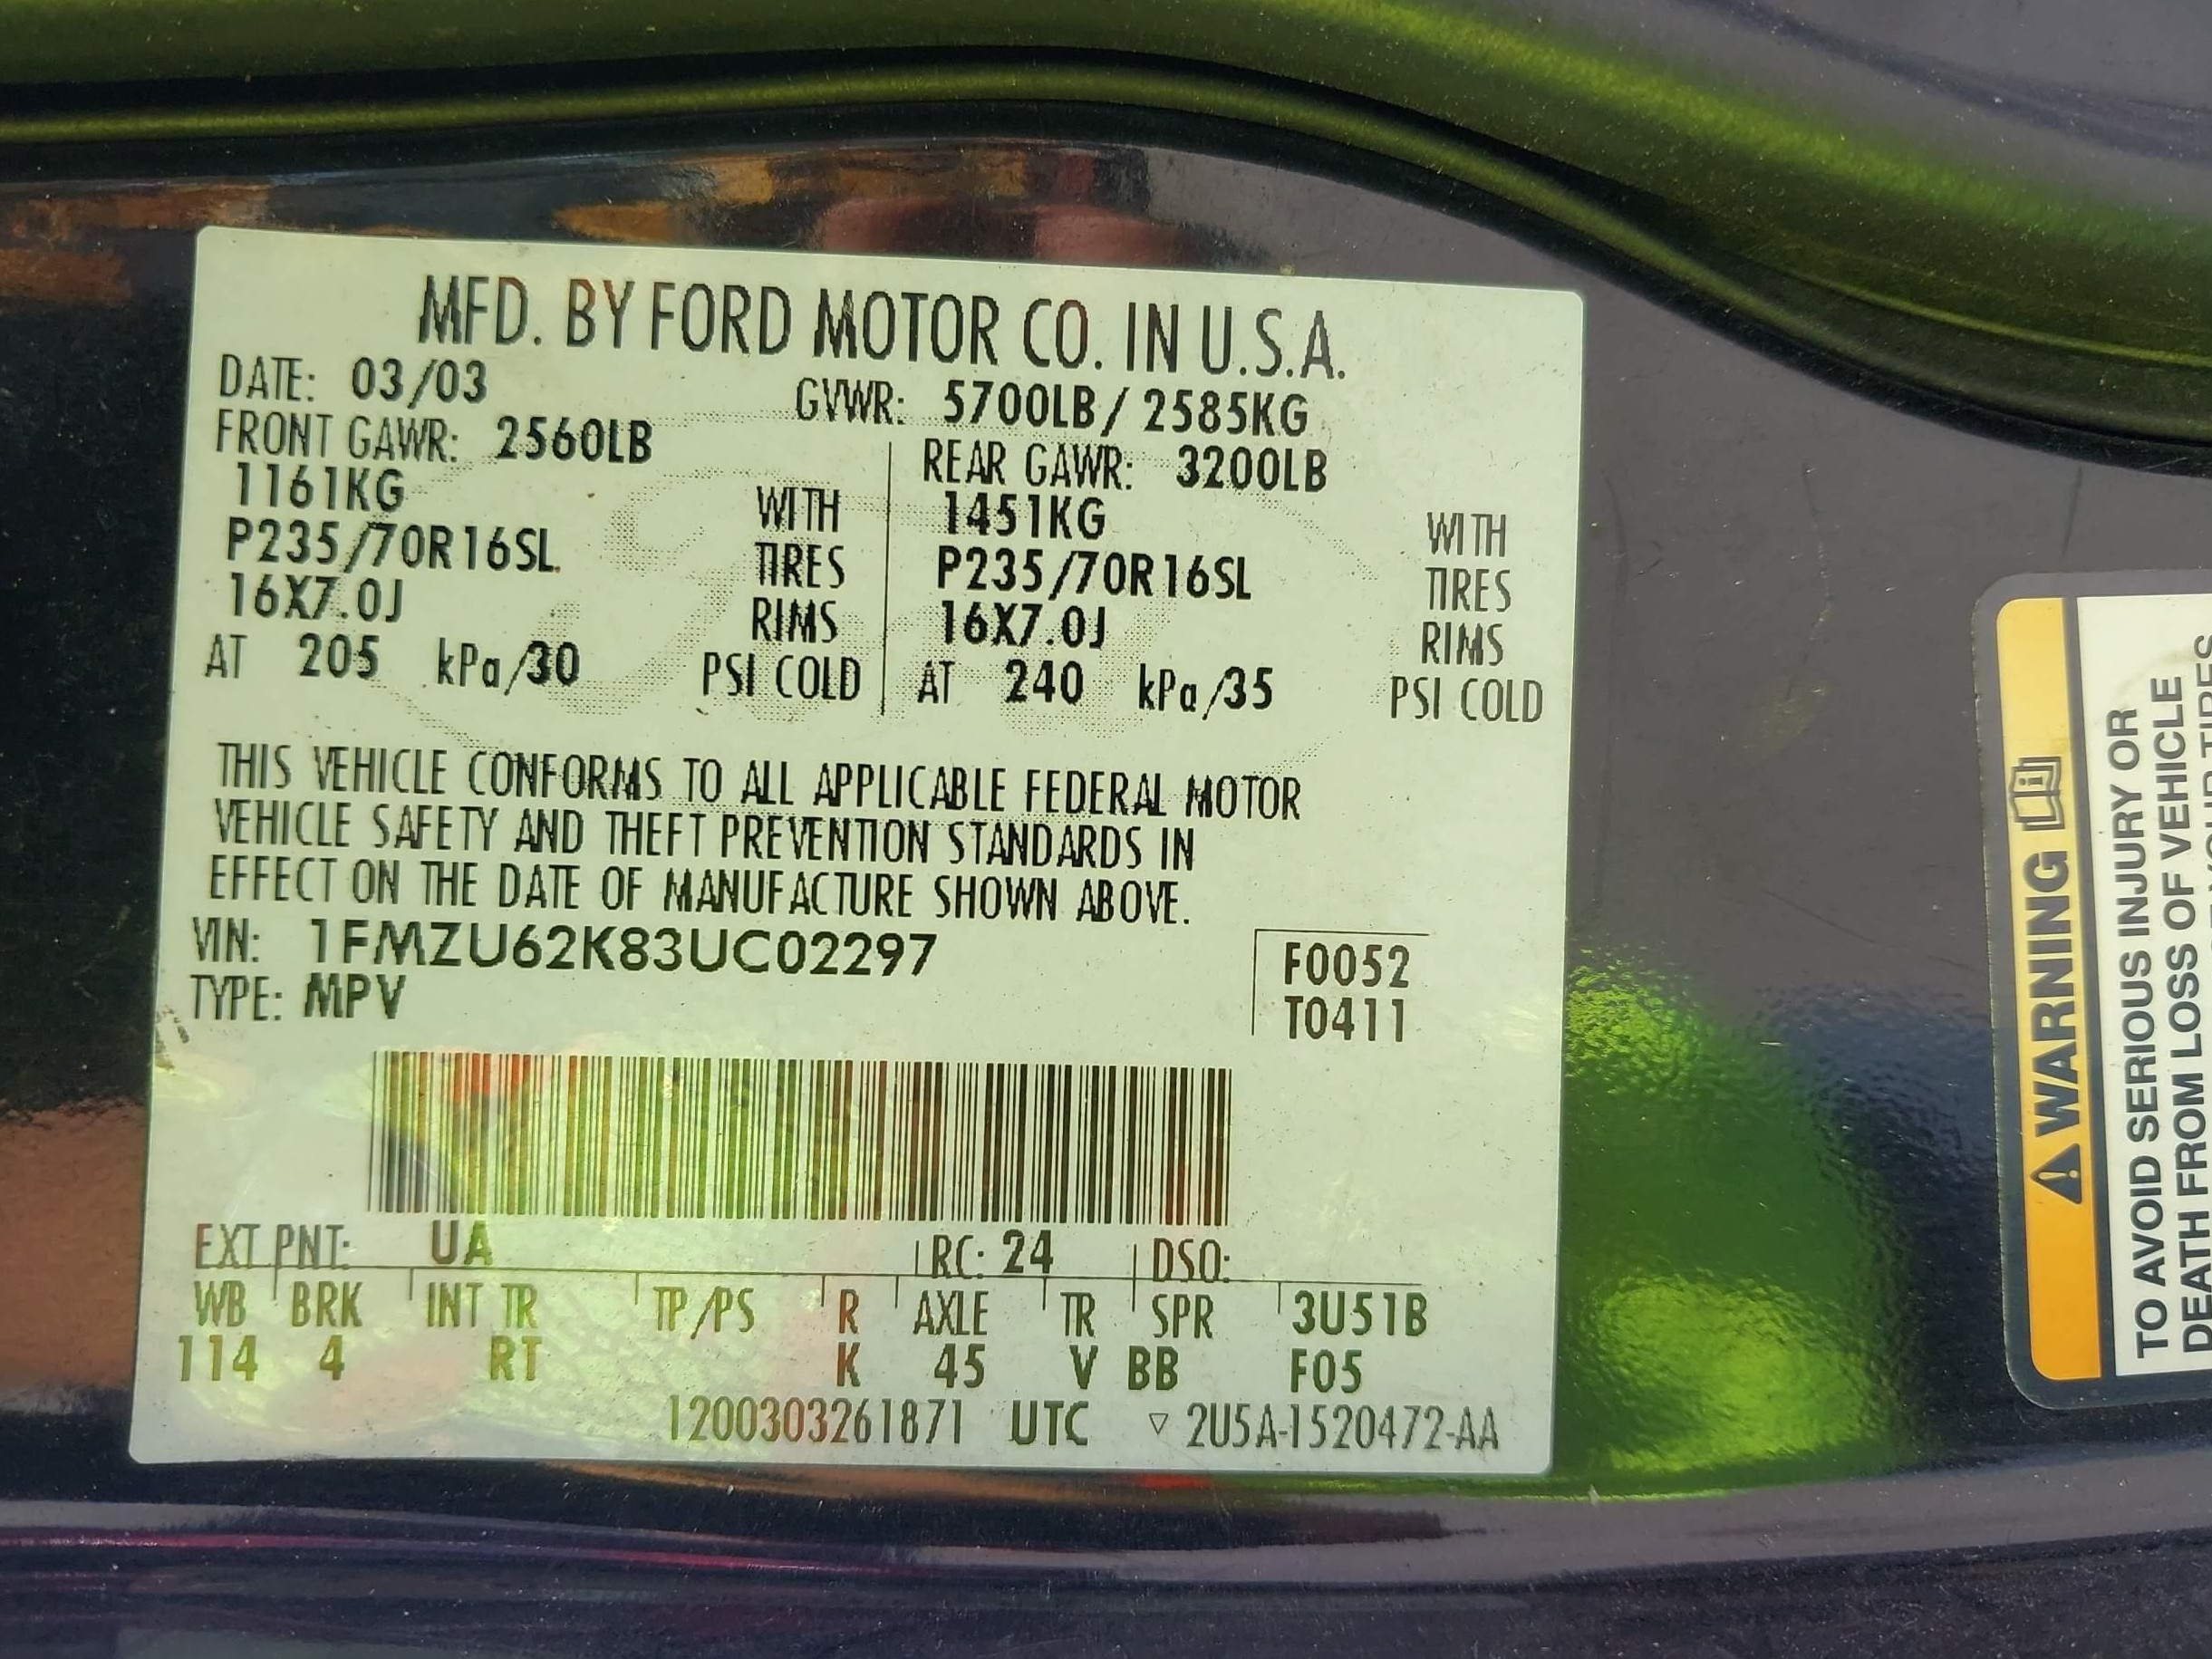 MFD. BY FORD MOTOR CO. IN U.S.A.
DATE: 03/03 GVWR: 5700LB/ 2585KG
FRONT GAWR: 2560LB REAR GAWR: 3200LB
1161KG WITH 1451KG WITH
P235/70R16SL TIRES P235/70R16SL TIRES
16X7.0J RIMS 16X7.0J RIMS
AT 205 kPa/30 PSI COLD AT 240 kPa/35 PSI COLD
THIS VEHICLE CONFORMS TO ALL APPLICABLE FEDERAL MOTOR
VEHICLE SAFETY AND THEFT PREVENTION STANDARDS IN
EFFECT ON THE DATE OF MANUFACTURE SHOWN ABOVE.
VIN: 1FMZU62K83UC02297 F0052
TYPE: MPV T0411
EXT PNT: UA RC: 24 DSO:
WB BRK INT TR TP/PS R AXLE TR SPR 3U51B
114 4 RT K 45 V BB F05
1200303261871 UTC ▽ 2U5A-1520472-AA
⚠ WARNING
TO AVOID SERIOUS INJURY OR
DEATH FROM LOSS OF VEHICLE
YOUR TIRES